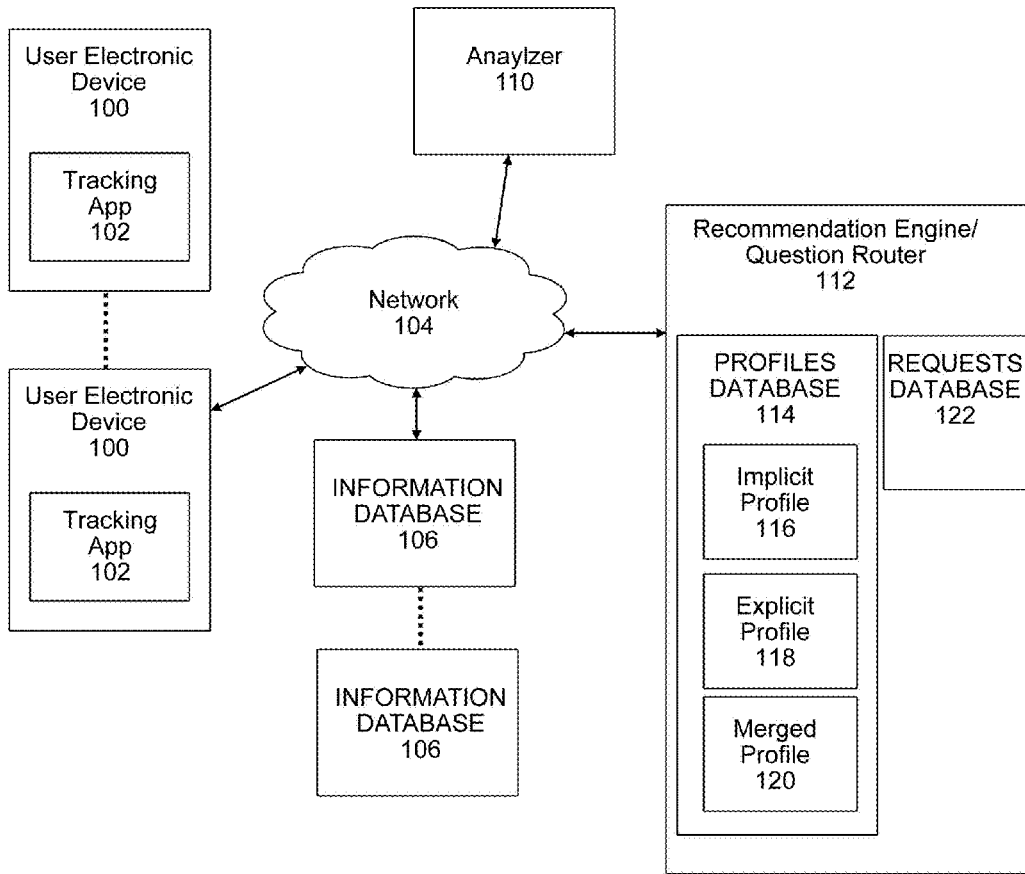 User Electronic
Device
100
Tracking
App
102
User Electronic
Device
100
Tracking
App
102
Anaylzer
110
Network
104
INFORMATION
DATABASE
106
INFORMATION
DATABASE
106
Recommendation Engine/
Question Router
112
PROFILES
DATABASE
114
Implicit
Profile
116
Explicit
Profile
118
Merged
Profile
120
REQUESTS
DATABASE
122